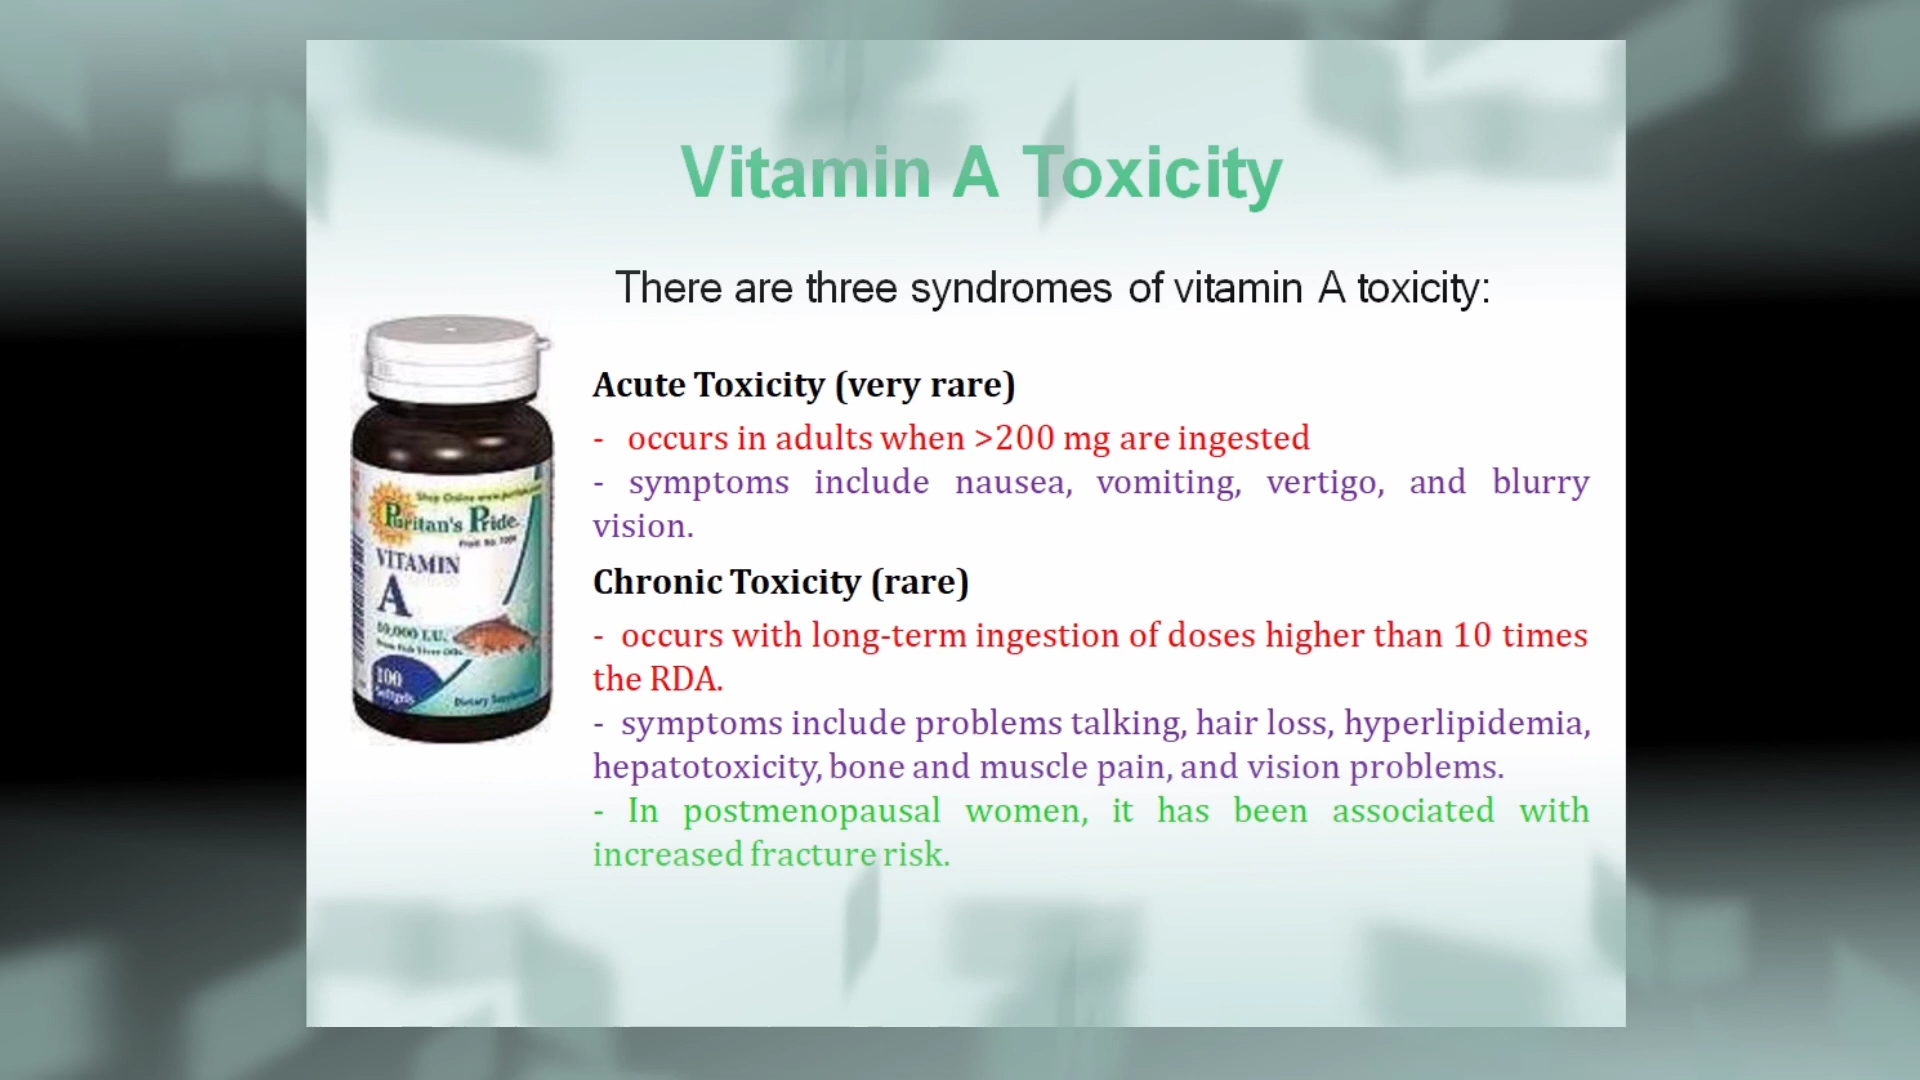 Vitamin A Toxicity
There are three syndromes of vitamin A toxicity:
Acute Toxicity (very rare)
- occurs in adults when >200 mg are ingested
- symptoms include nausea, vomiting, vertigo, and blurry
vision.
Chronic Toxicity (rare)
- occurs with long-term ingestion of doses higher than 10 times
the RDA.
- symptoms include problems talking, hair loss, hyperlipidemia,
hepatotoxicity, bone and muscle pain, and vision problems.
- In postmenopausal women, it has been associated with
increased fracture risk.
Puritan's Pride
VITAMIN
A
10,000 I.U.
100
Softgels